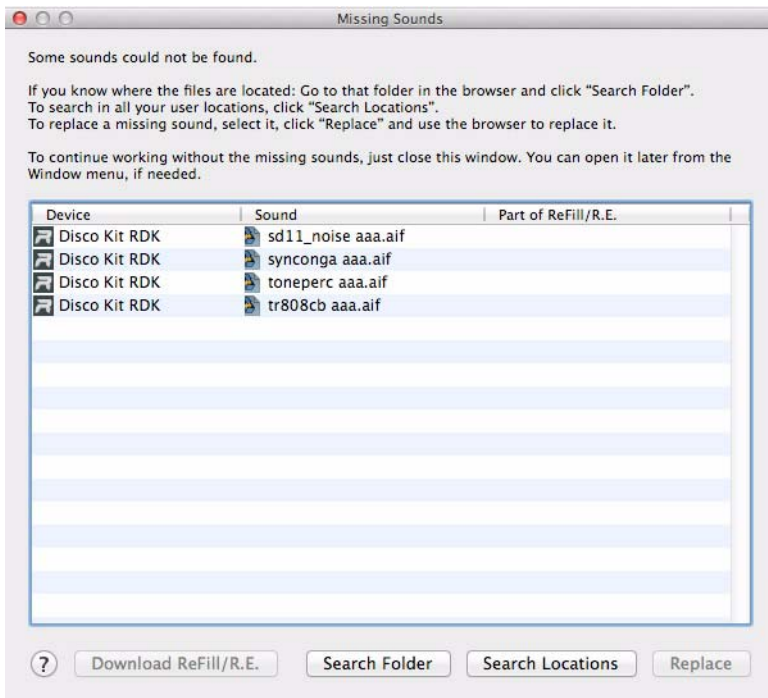 Missing Sounds
Some sounds could not be found.
If you know where the files are located: Go to that folder in the browser and click “Search Folder”.
To search in all your user locations, click “Search Locations”.
To replace a missing sound, select it, click “Replace” and use the browser to replace it.
To continue working without the missing sounds, just close this window. You can open it later from the
Window menu, if needed.
Device Sound Part of ReFill/R.E.
Disco Kit RDK sd11_noise aaa.aif
Disco Kit RDK synconga aaa.aif
Disco Kit RDK toneperc aaa.aif
Disco Kit RDK tr808cb aaa.aif
? Download ReFill/R.E. Search Folder Search Locations Replace